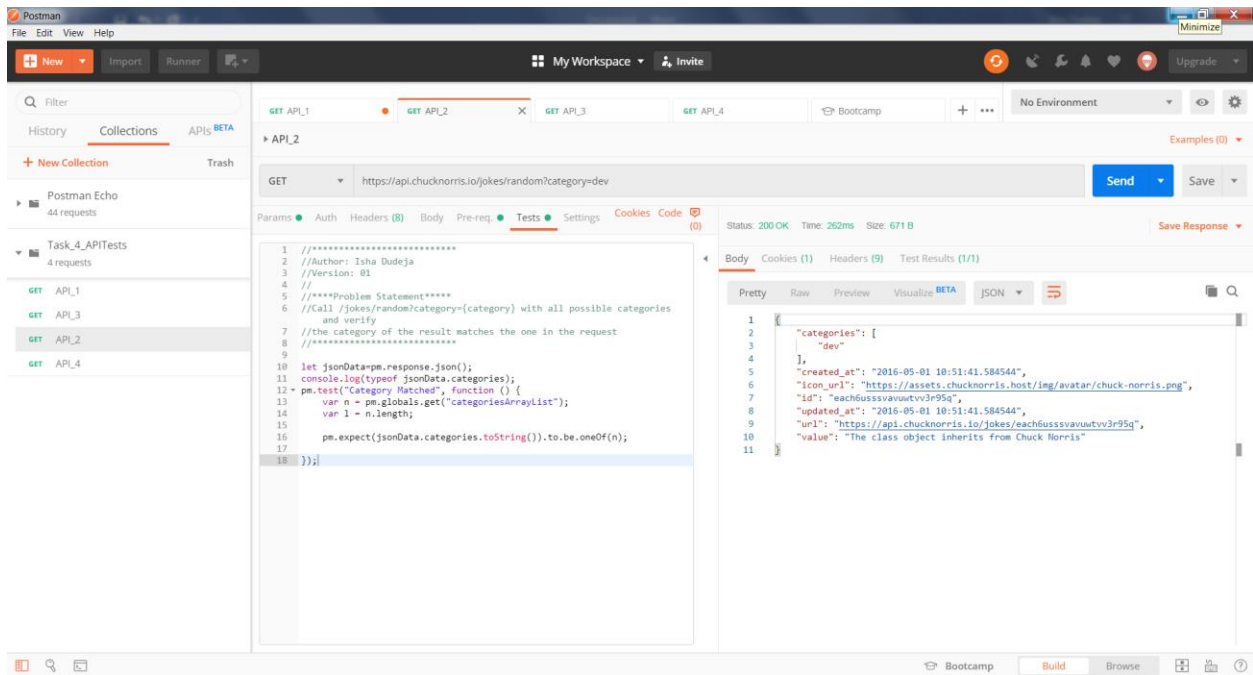 Postman
Minimize
File Edit View Help
New Import Runner My Workspace Invite Upgrade
Filter
History Collections APIs BETA
+ New Collection Trash
Postman Echo
44 requests
Task_4_APITests
4 requests
GET API_1
GET API_3
GET API_2
GET API_4
GET API_1 GET API_2 X GET API_3 GET API_4 Bootcamp + ... No Environment
API_2 Examples (0)
GET https://api.chucknorris.io/jokes/random?category=dev Send Save
Params Auth Headers (8) Body Pre-req. Tests Settings Cookies Code (0)
1 //***************************
2 //Author: Isha Dudeja
3 //Version: 01
4 //
5 //****Problem Statement*****
6 //Call /jokes/random?category={category} with all possible categories
and verify
7 //the category of the result matches the one in the request
8 //***************************
9
10 let jsonData=pm.response.json();
11 console.log(typeof jsonData.categories);
12 pm.test("Category Matched", function () {
13 var n = pm.globals.get("categoriesArrayList");
14 var l = n.length;
15
16 pm.expect(jsonData.categories.toString()).to.be.oneOf(n);
17
18 });
Status: 200 OK Time: 262ms Size: 671 B Save Response
Body Cookies (1) Headers (9) Test Results (1/1)
Pretty Raw Preview Visualize BETA JSON
1 {
2 "categories": [
3 "dev"
4 ],
5 "created_at": "2016-05-01 10:51:41.584544",
6 "icon_url": "https://assets.chucknorris.host/img/avatar/chuck-norris.png",
7 "id": "each6usssvavuwtvv3r95q",
8 "updated_at": "2016-05-01 10:51:41.584544",
9 "url": "https://api.chucknorris.io/jokes/each6usssvavuwtvv3r95q",
10 "value": "The class object inherits from Chuck Norris"
11 }
Bootcamp Build Browse